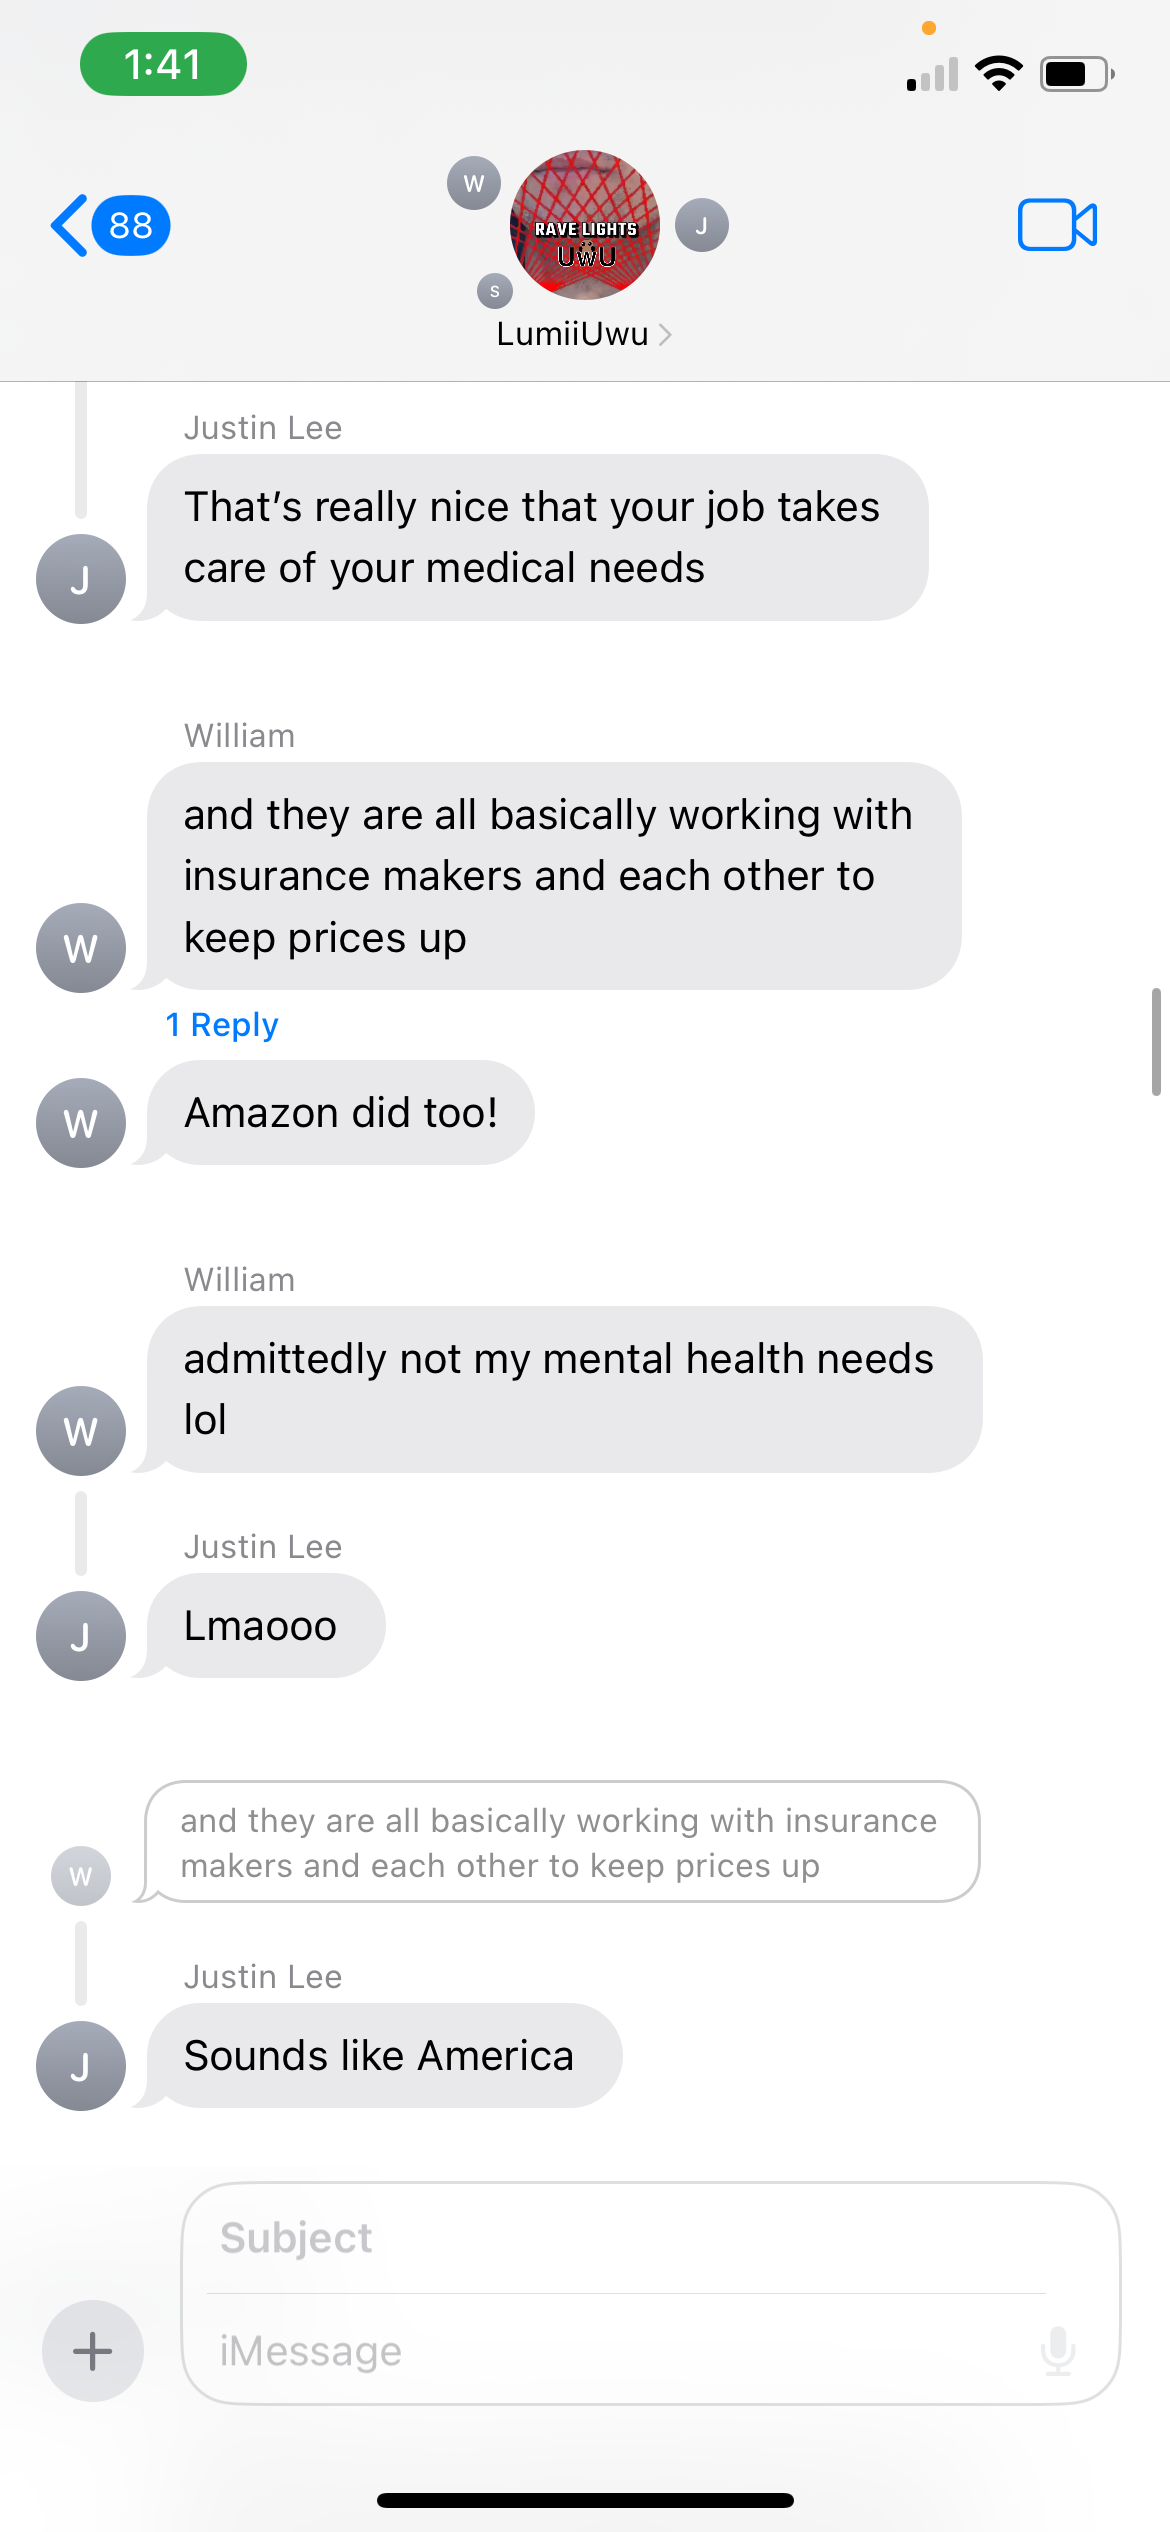 1:41
88
W
RAVE LIGHTS
UWU
J
S
LumiiUwu
Justin Lee
That’s really nice that your job takes
care of your medical needs
J
William
and they are all basically working with
insurance makers and each other to
keep prices up
W
1 Reply
Amazon did too!
W
William
admittedly not my mental health needs
lol
W
Justin Lee
Lmaooo
J
and they are all basically working with insurance
makers and each other to keep prices up
W
Justin Lee
Sounds like America
J
Subject
iMessage